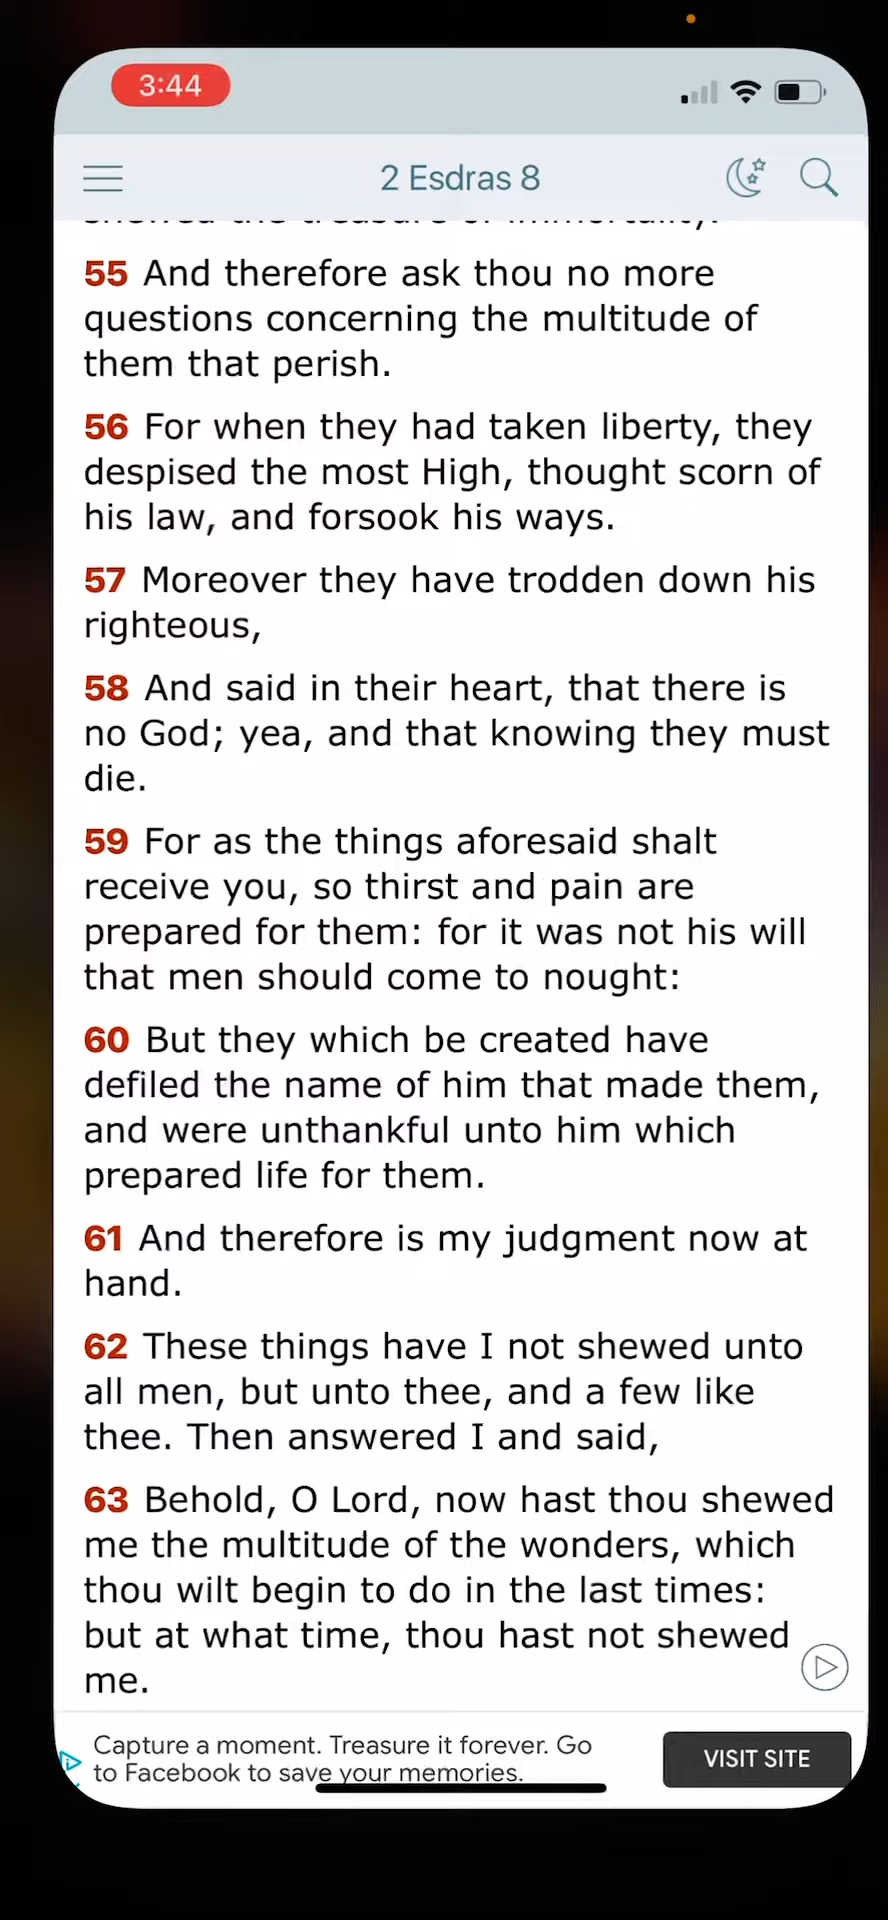 3:44
2 Esdras 8
55 And therefore ask thou no more
questions concerning the multitude of
them that perish.
56 For when they had taken liberty, they
despised the most High, thought scorn of
his law, and forsook his ways.
57 Moreover they have trodden down his
righteous,
58 And said in their heart, that there is
no God; yea, and that knowing they must
die.
59 For as the things aforesaid shalt
receive you, so thirst and pain are
prepared for them: for it was not his will
that men should come to nought:
60 But they which be created have
defiled the name of him that made them,
and were unthankful unto him which
prepared life for them.
61 And therefore is my judgment now at
hand.
62 These things have I not shewed unto
all men, but unto thee, and a few like
thee. Then answered I and said,
63 Behold, O Lord, now hast thou shewed
me the multitude of the wonders, which
thou wilt begin to do in the last times:
but at what time, thou hast not shewed
me.
Capture a moment. Treasure it forever. Go
to Facebook to save your memories.
VISIT SITE